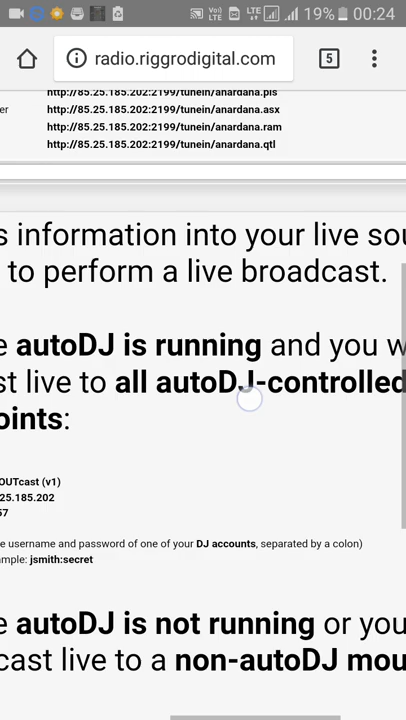 Vo)
LTE
LTE
19%
00:24
radio.riggrodigital.com
5
http://85.25.185.202:2199/tunein/anardana.pls
er http://85.25.185.202:2199/tunein/anardana.asx
http://85.25.185.202:2199/tunein/anardana.ram
http://85.25.185.202:2199/tunein/anardana.qtl
s information into your live sou
to perform a live broadcast.
e autoDJ is running and you w
st live to all autoDJ-controlled
oints:
OUTcast (v1)
25.185.202
57
e username and password of one of your DJ accounts, separated by a colon)
mple: jsmith:secret
e autoDJ is not running or you
cast live to a non-autoDJ mou